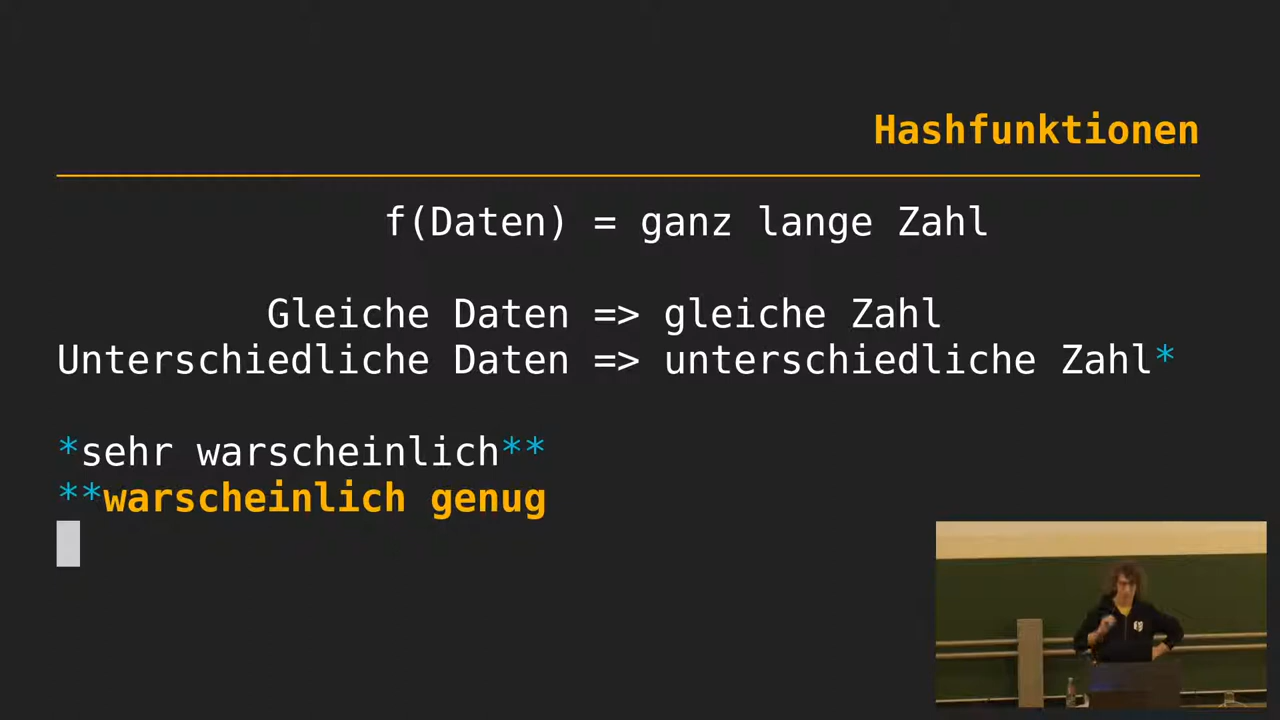 Hashfunktionen
f(Daten) = ganz lange Zahl
Gleiche Daten => gleiche Zahl
Unterschiedliche Daten => unterschiedliche Zahl*
*sehr warscheinlich**
**warscheinlich genug